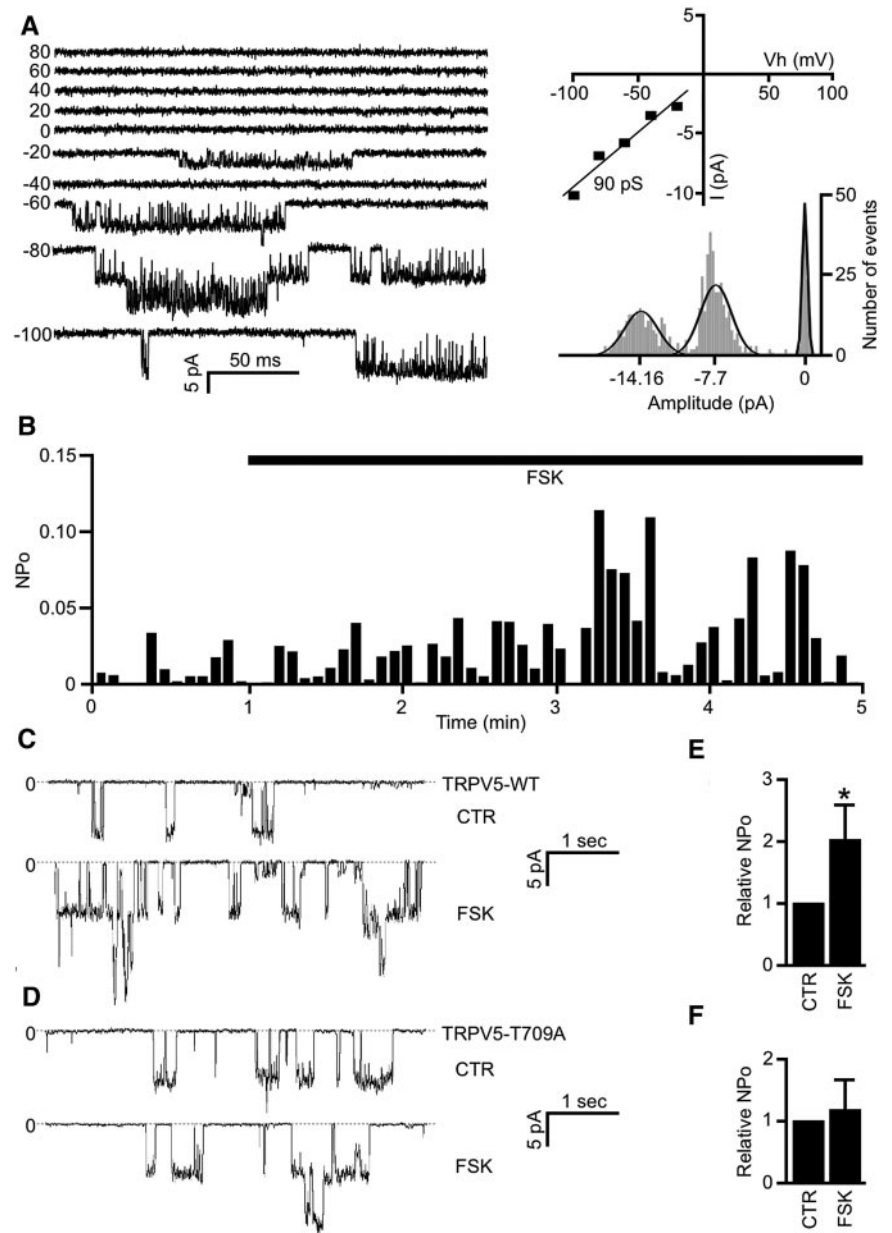 A
80
60
40
20
0
-20
-40
-60
-80
-100
5 pA
50 ms
5
Vh (mV)
-100
-50
50
100
-5
-10
I (pA)
90 pS
50
25
0
Number of events
-14.16
-7.7
0
Amplitude (pA)
B
0.15
0.10
0.05
0
NPo
FSK
0
1
2
3
4
5
Time (min)
C
0
TRPV5-WT
CTR
0
FSK
1 sec
5 pA
D
0
TRPV5-T709A
CTR
0
FSK
1 sec
5 pA
E
3
2
1
0
Relative NPo
*
CTR
FSK
F
2
1
0
Relative NPo
CTR
FSK